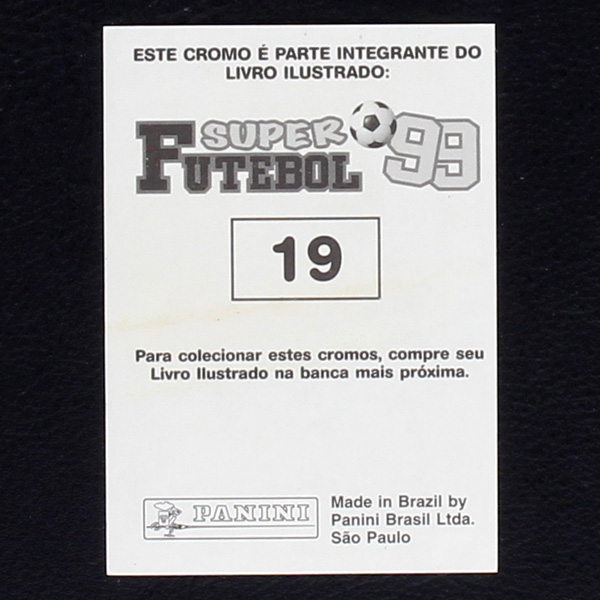 ESTE CROMO É PARTE INTEGRANTE DO
LIVRO ILUSTRADO:
SUPER
FUTEBOL 99
19
Para colecionar estes cromos, compre seu
Livro Ilustrado na banca mais próxima.
PANINI
Made in Brazil by
Panini Brasil Ltda.
São Paulo